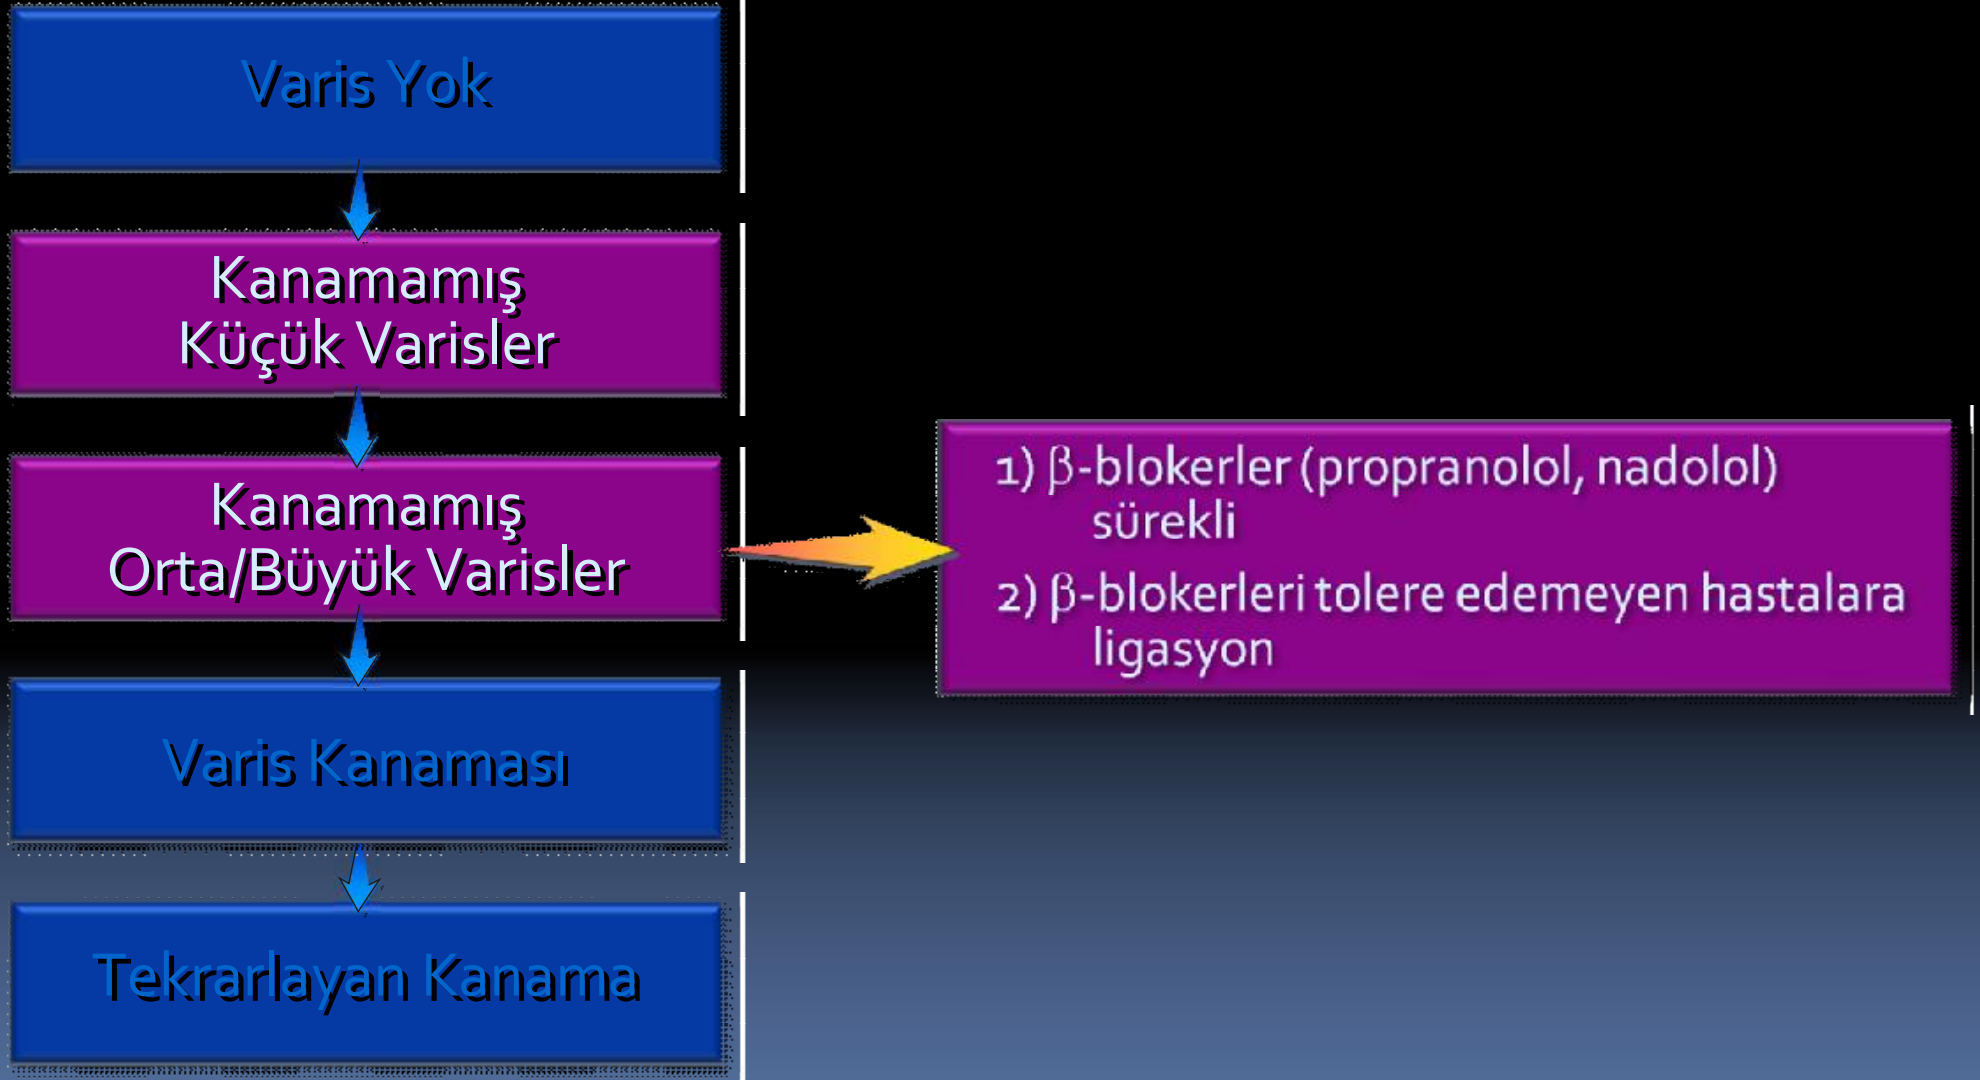 Varis Yok
Kanamamış
Küçük Varisler
Kanamamış
Orta/Büyük Varisler
Varis Kanaması
Tekrarlayan Kanama
1) β-blokerler (propranolol, nadolol)
sürekli
2) β-blokerleri tolere edemeyen hastalara
ligasyon